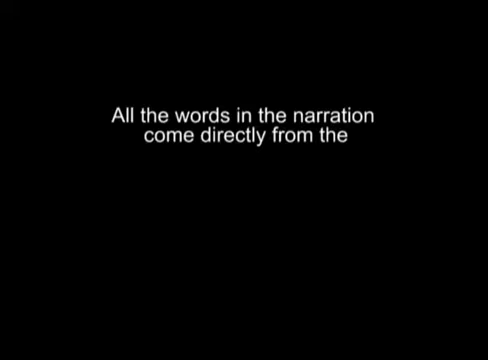 All the words in the narration
come directly from the